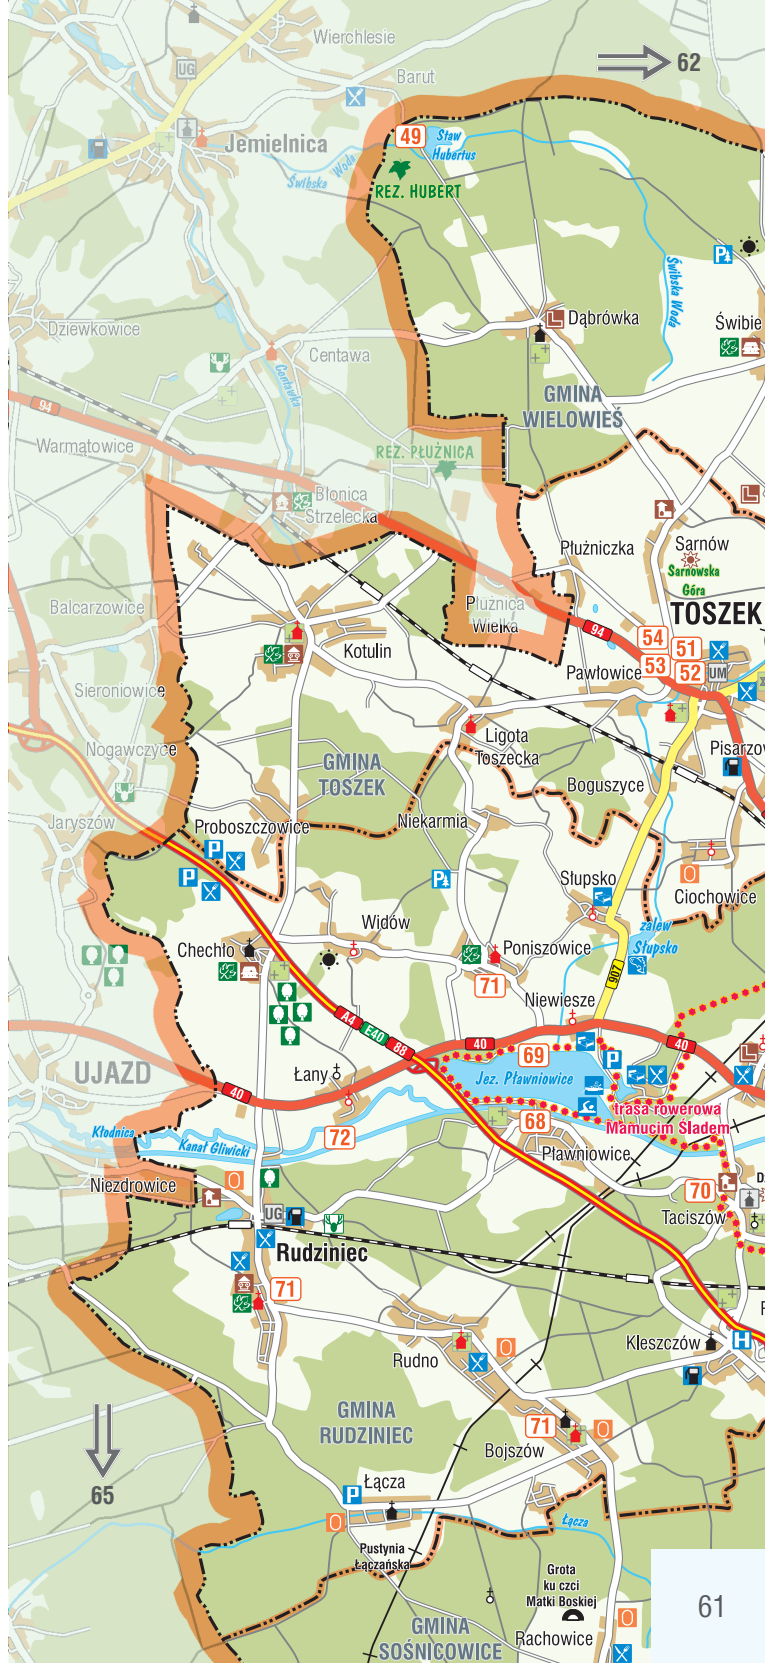 Wierchlesie
62
UG
Barut
49
Staw
Hubertus
Jemielnica
Świbska Woda
REZ. HUBERT
P
Świbska Woda
Dziewkowice
L
Dąbrówka
Świbie
Centawa
Centawka
GMINA
WIELOWIEŚ
94
Warmątowice
REZ. PŁUŻNICA
Błonica
Strzelecka
L
Płużniczka
Sarnów
Sarnowska
Góra
Balcarzowice
Płużnica
Wielka
TOSZEK
94
54
51
53
52
UM
Kotulin
Pawłowice
Sieroniowice
Ligota
Toszecka
Nogawczyce
Pisarzow
GMINA
TOSZEK
Boguszyce
Jaryszów
Proboszczowice
Niekarmia
P
P
P
O
Ciochowice
Słupsko
Widów
zalew
Słupsko
Chechło
Poniszowice
71
907
Niewiesze
A4
E40
88
40
69
40
L
P
UJAZD
Łany
Jez. Pławniowice
40
trasa rowerowa
Mamucim Śladem
Kłodnica
Kanał Gliwicki
72
68
Pławniowice
Niezdrowice
O
70
Taciszów
UG
Rudziniec
71
Kleszczów
H
Rudno
O
GMINA
RUDZINIEC
71
O
Bojszów
65
P
Łącza
O
Łącza
Pustynia
Łączańska
Grota
ku czci
Matki Boskiej
61
GMINA
SOŚNICOWICE
Rachowice
O